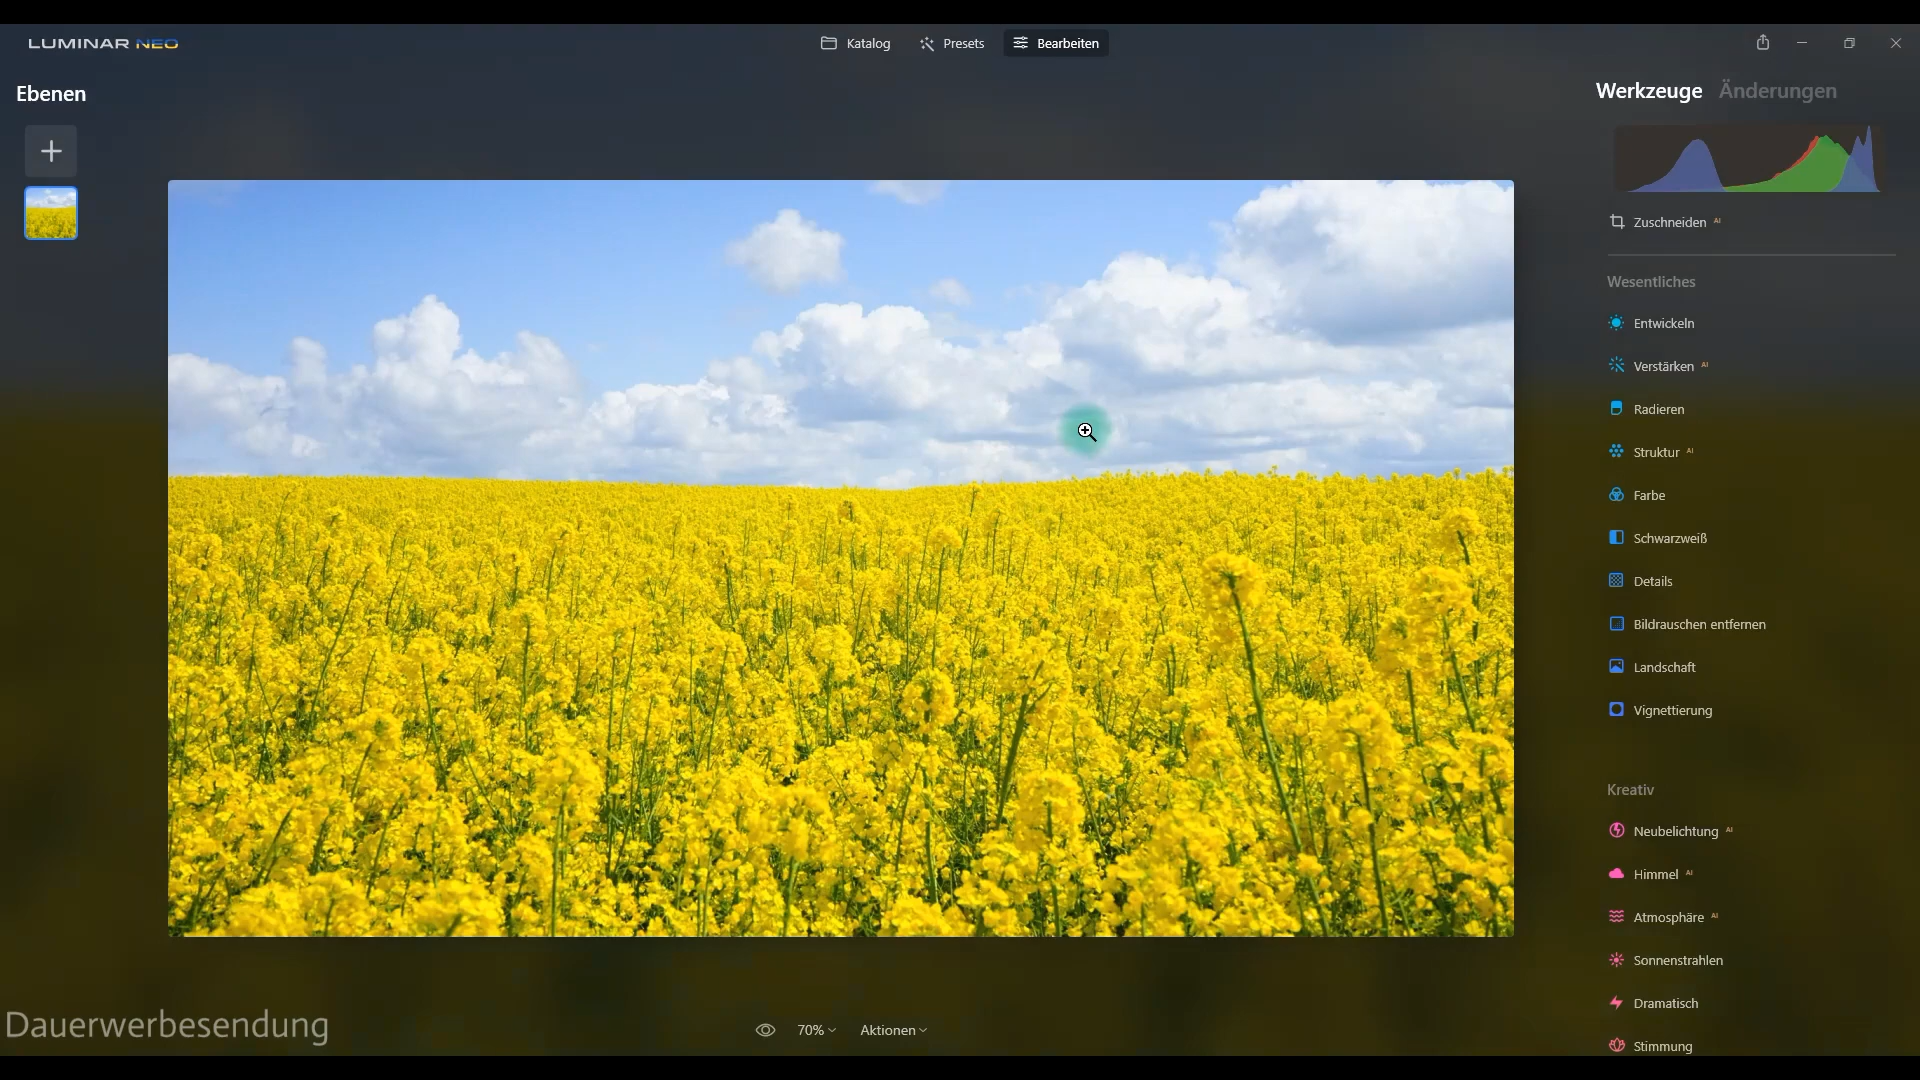 LUMINAR NEO
Katalog
Presets
Bearbeiten
Ebenen
Werkzeuge
Änderungen
Zuschneiden AI
Wesentliches
Entwickeln
Verstärken AI
Radieren
Struktur AI
Farbe
Schwarzweiß
Details
Bildrauschen entfernen
Landschaft
Vignettierung
Kreativ
Neubelichtung AI
Himmel AI
Atmosphäre AI
Sonnenstrahlen
Dramatisch
Stimmung
Dauerwerbesendung
70%
Aktionen